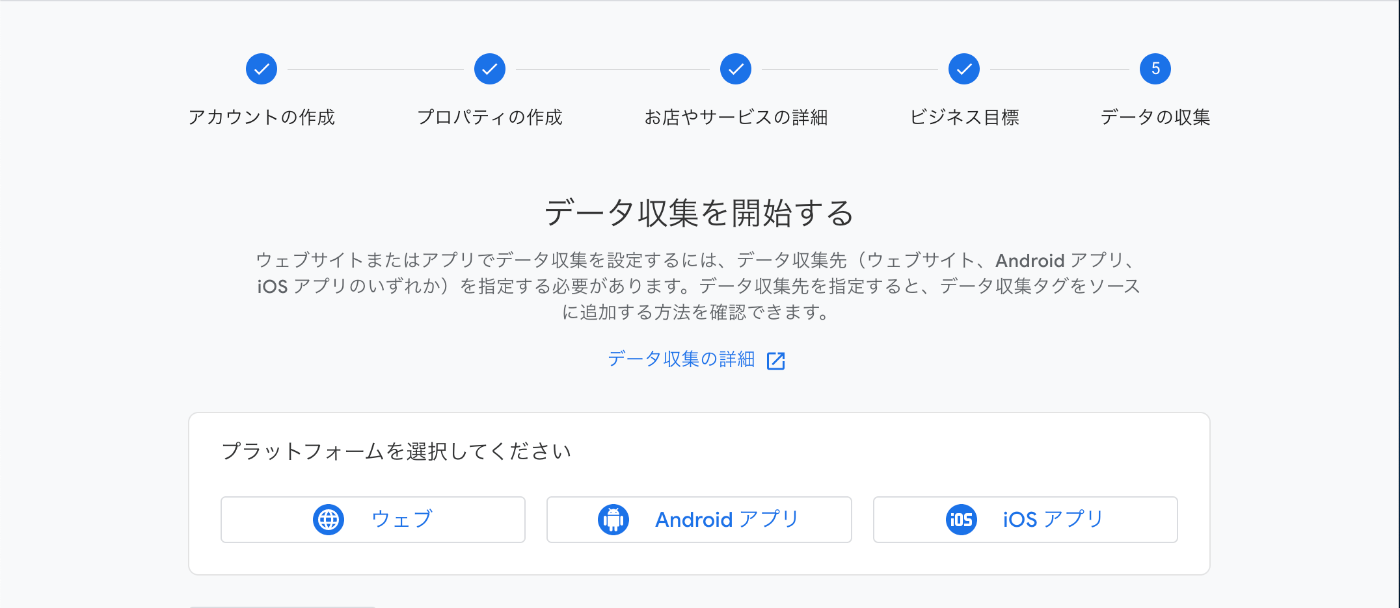 5
アカウントの作成
プロパティの作成
お店やサービスの詳細
ビジネス目標
データの収集
データ収集を開始する
ウェブサイトまたはアプリでデータ収集を設定するには、データ収集先（ウェブサイト、Android アプリ、
iOS アプリのいずれか）を指定する必要があります。データ収集先を指定すると、データ収集タグをソース
に追加する方法を確認できます。
データ収集の詳細
プラットフォームを選択してください
ウェブ
Android アプリ
iOS
iOS アプリ